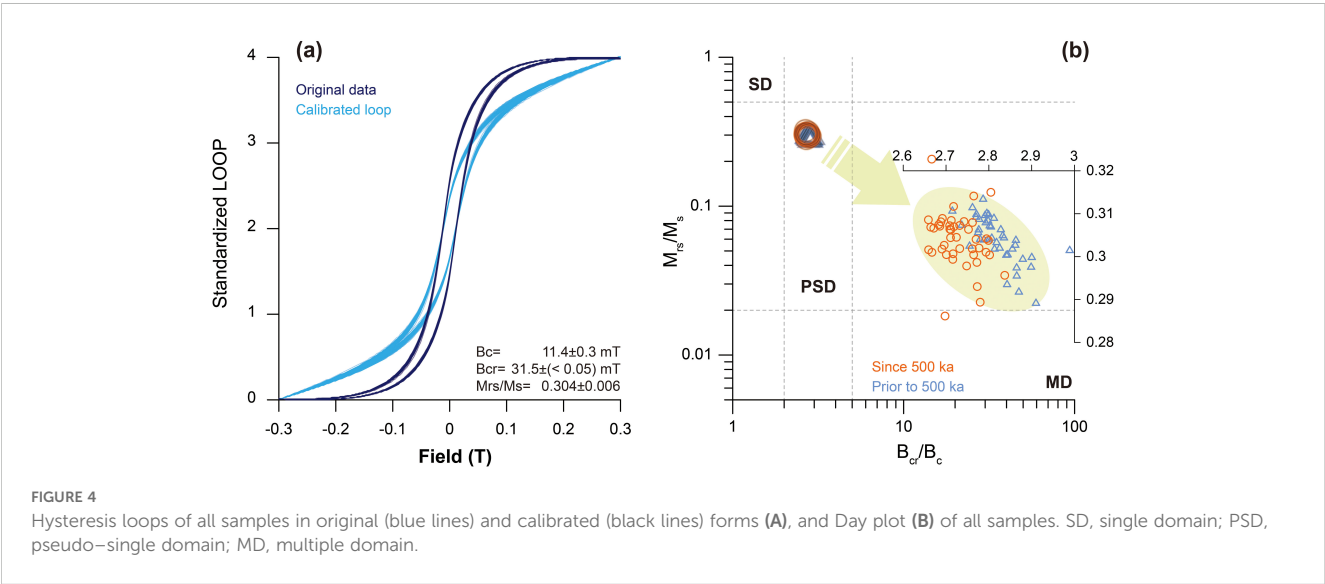 (a)
4
3
2
1
0
Standardized LOOP
Original data
Calibrated loop
Bc= 11.4±0.3 mT
Bcr= 31.5±(< 0.05) mT
Mrs/Ms= 0.304±0.006
-0.3 -0.2 -0.1 0 0.1 0.2 0.3
Field (T)
(b)
1
0.1
0.01
Mrs/Ms
SD
PSD
MD
2.6 2.7 2.8 2.9 3
0.32
0.31
0.3
0.29
0.28
Since 500 ka
Prior to 500 ka
1 10 100
Bcr/Bc
FIGURE 4
Hysteresis loops of all samples in original (blue lines) and calibrated (black lines) forms (A), and Day plot (B) of all samples. SD, single domain; PSD,
pseudo–single domain; MD, multiple domain.